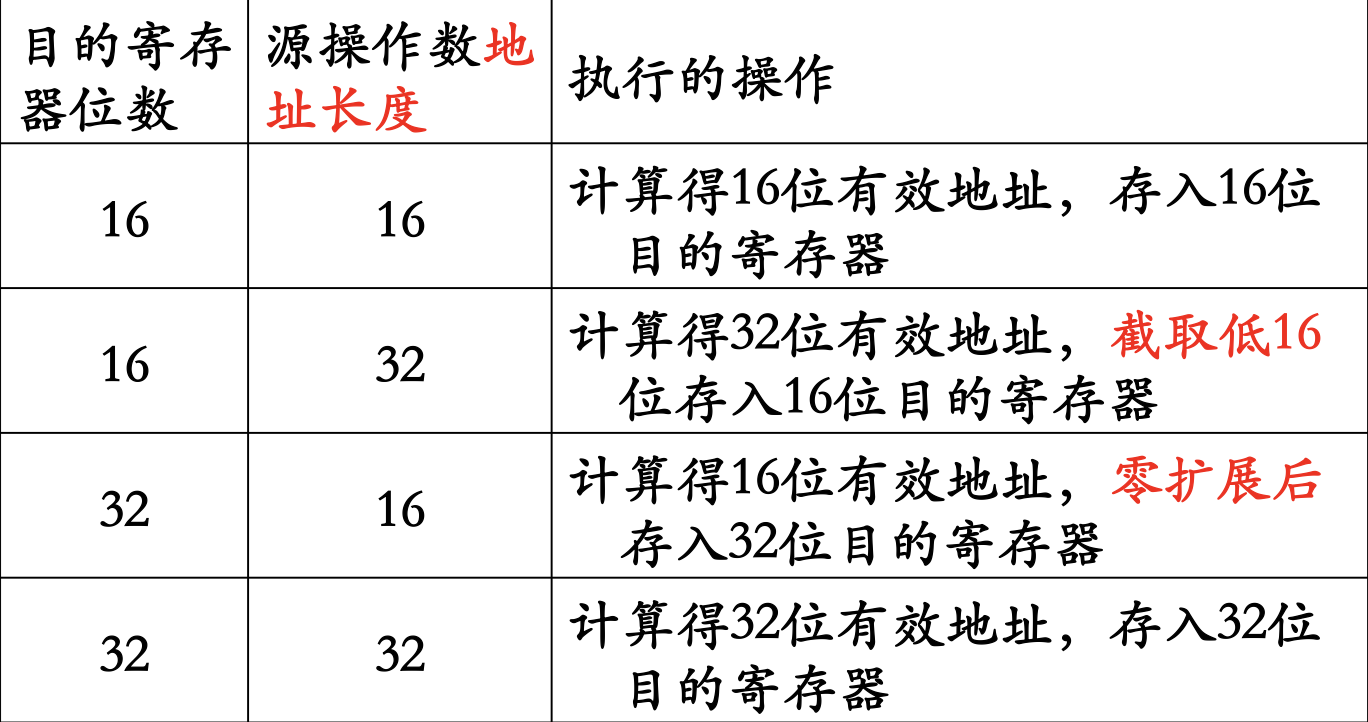 目的寄存
器位数
源操作数地
址长度
执行的操作
16
16
计算得16位有效地址，存入16位
目的寄存器
16
32
计算得32位有效地址，截取低16
位存入16位目的寄存器
32
16
计算得16位有效地址，零扩展后
存入32位目的寄存器
32
32
计算得32位有效地址，存入32位
目的寄存器